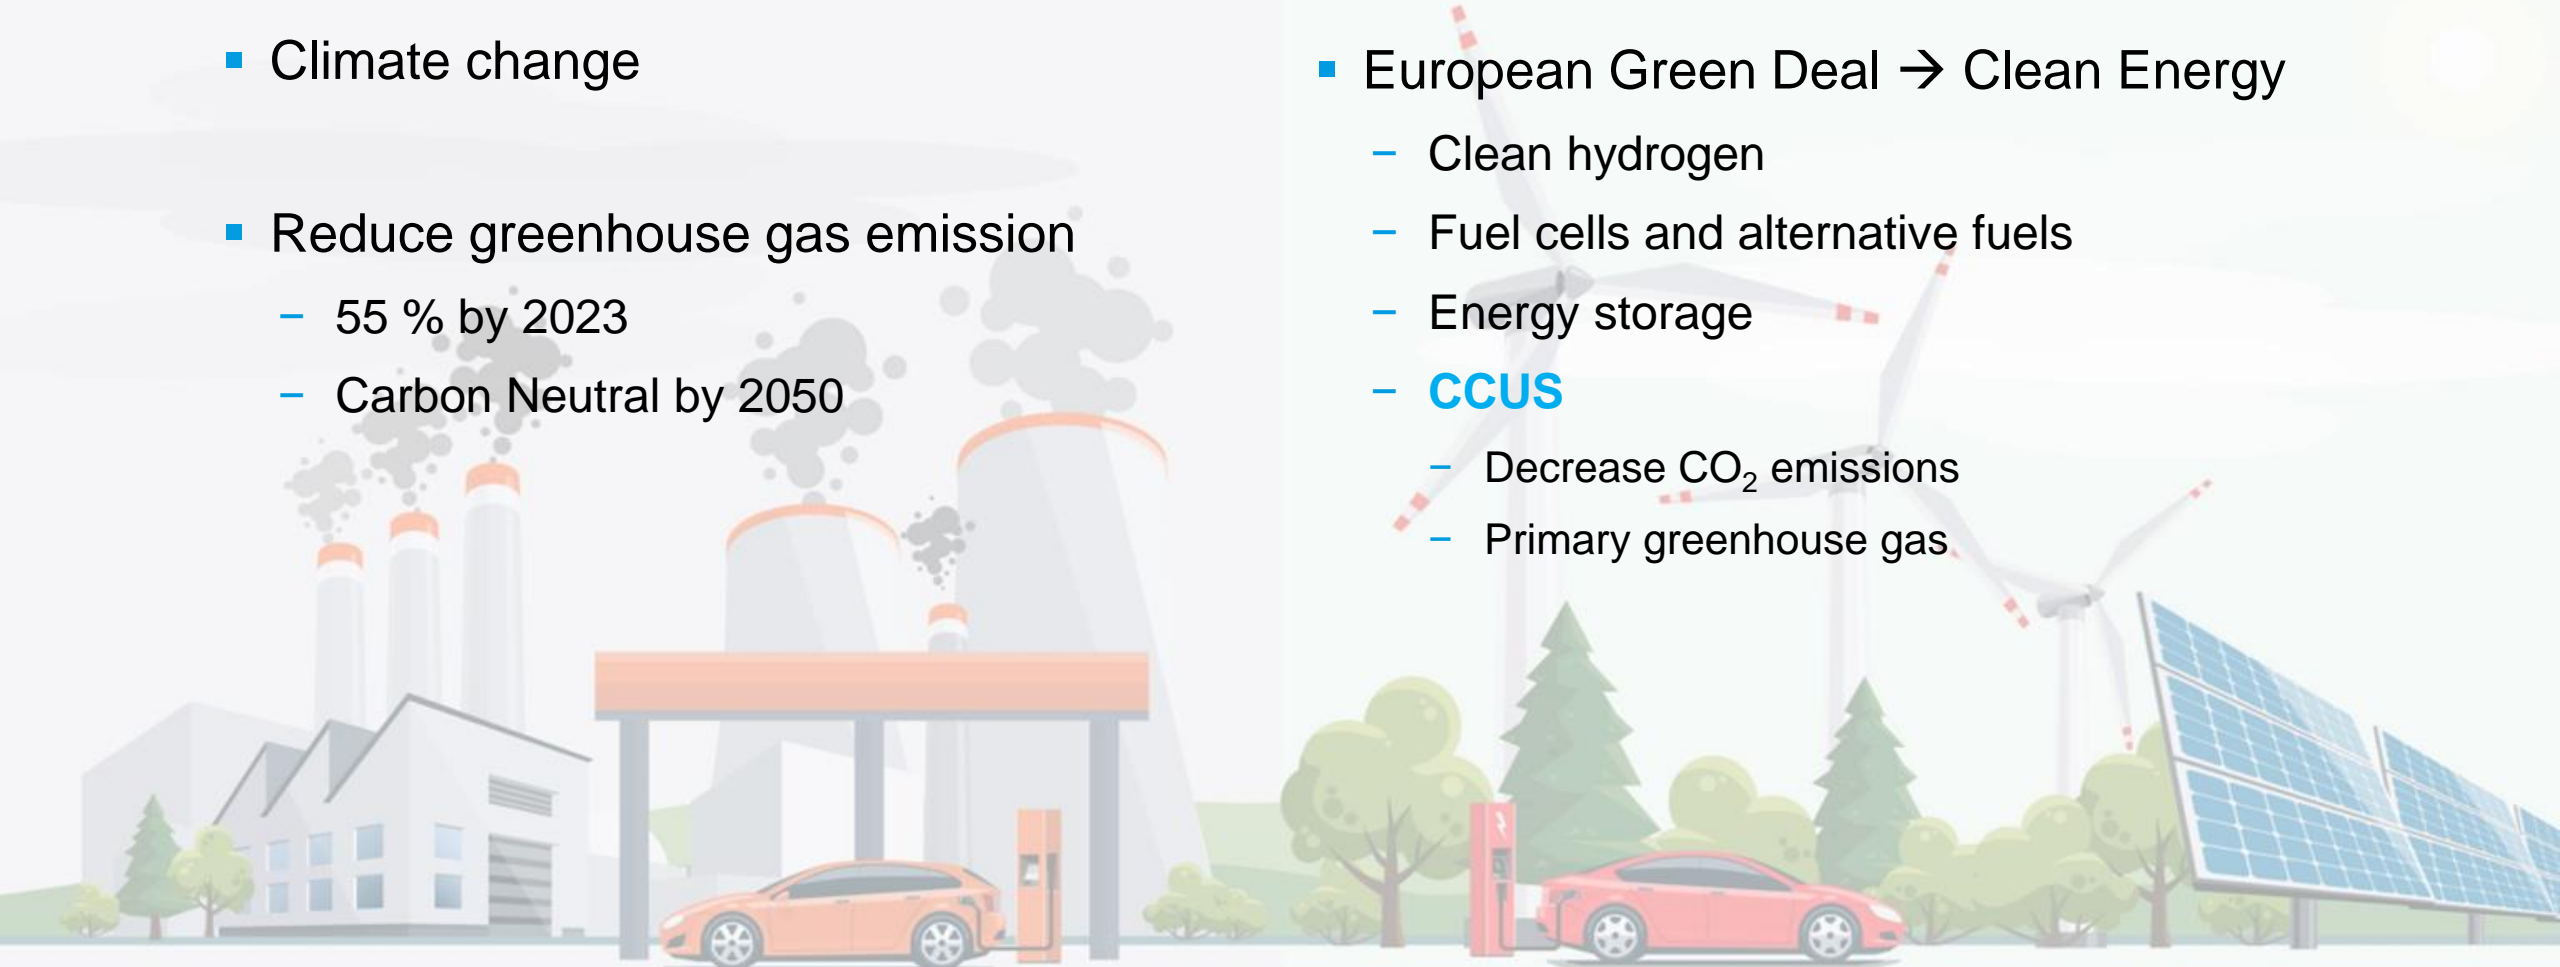 ▪ Climate change
▪ Reduce greenhouse gas emission
− 55 % by 2023
− Carbon Neutral by 2050
▪ European Green Deal → Clean Energy
− Clean hydrogen
− Fuel cells and alternative fuels
− Energy storage
− CCUS
− Decrease CO₂ emissions
− Primary greenhouse gas